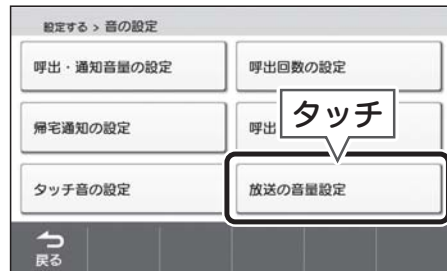 設定する > 音の設定
呼出・通知音量の設定
呼出回数の設定
帰宅通知の設定
呼出
タッチ
タッチ音の設定
放送の音量設定
戻る